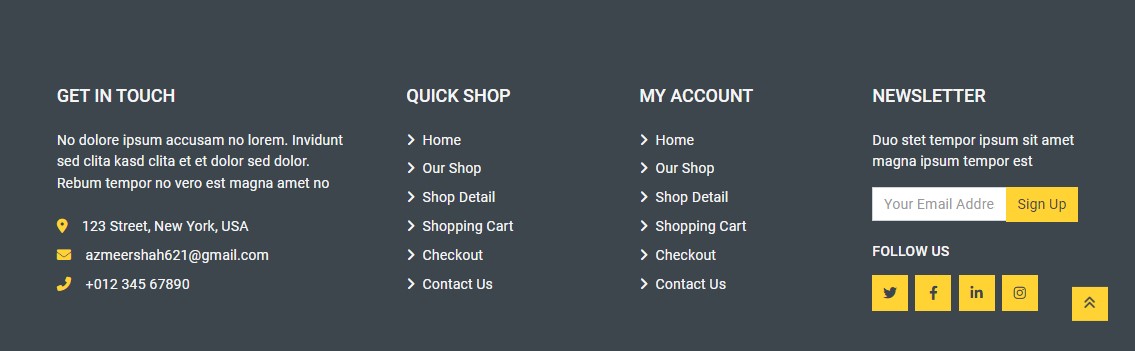 GET IN TOUCH
No dolore ipsum accusam no lorem. Invidunt
sed clita kasd clita et et dolor sed dolor.
Rebum tempor no vero est magna amet no
123 Street, New York, USA
azmeershah621@gmail.com
+012 345 67890
QUICK SHOP
Home
Our Shop
Shop Detail
Shopping Cart
Checkout
Contact Us
MY ACCOUNT
Home
Our Shop
Shop Detail
Shopping Cart
Checkout
Contact Us
NEWSLETTER
Duo stet tempor ipsum sit amet
magna ipsum tempor est
Your Email Addre Sign Up
FOLLOW US